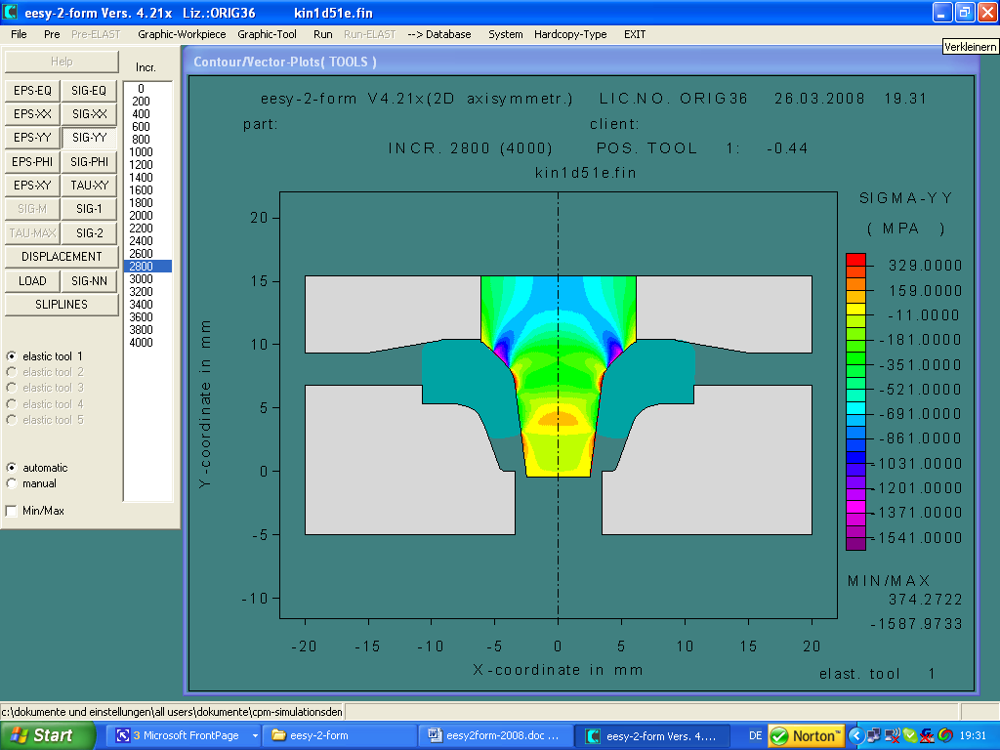 eesy-2-form Vers. 4.21x Liz.:ORIG36 kin1d51e.fin
File Pre Pre-ELAST Graphic-Workpiece Graphic-Tool Run Run-ELAST --> Database System Hardcopy-Type EXIT
Verkleinern
Help
Incr.
EPS-EQ SIG-EQ
EPS-XX SIG-XX
EPS-YY SIG-YY
EPS-PHI SIG-PHI
EPS-XY TAU-XY
SIG-M SIG-1
TAU-MAX SIG-2
DISPLACEMENT
LOAD SIG-NN
SLIPLINES
0
200
400
600
800
1000
1200
1400
1600
1800
2000
2200
2400
2600
2800
3000
3200
3400
3600
3800
4000
elastic tool 1
elastic tool 2
elastic tool 3
elastic tool 4
elastic tool 5
automatic
manual
Min/Max
Contour/Vector-Plots( TOOLS )
eesy-2-form V4.21x(2D axisymmetr.) LIC.NO. ORIG36 26.03.2008 19.31
part: client:
INCR. 2800 (4000) POS. TOOL 1: -0.44
kin1d51e.fin
20
15
10
5
0
-5
-10
Y-coordinate in mm
-20 -15 -10 -5 0 5 10 15 20
X-coordinate in mm
SIGMA-YY
( MPA )
329.0000
159.0000
-11.0000
-181.0000
-351.0000
-521.0000
-691.0000
-861.0000
-1031.0000
-1201.0000
-1371.0000
-1541.0000
MIN/MAX
374.2722
-1587.9733
elast. tool 1
c:\dokumente und einstellungen\all users\dokumente\cpm-simulationsden
Start 3 Microsoft FrontPage eesy-2-form eesy2form-2008.doc ... eesy-2-form Vers. 4.... DE Norton™ 19:31